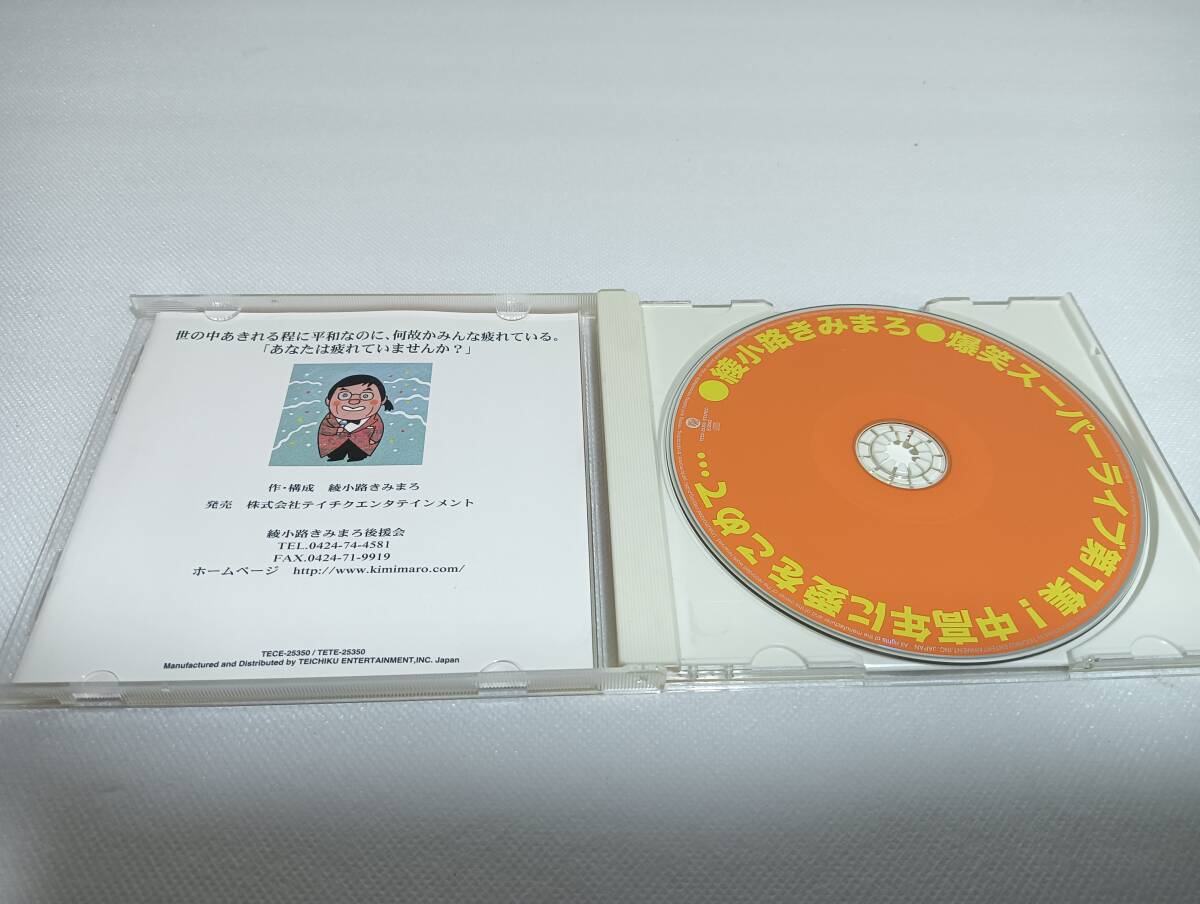 世の中あきれる程に平和なのに、何故かみんな疲れている。
「あなたは疲れていませんか？」
作・構成 綾小路きみまろ
発売 株式会社テイチクエンタテインメント
綾小路きみまろ後援会
TEL.0424-74-4581
FAX.0424-71-9919
ホームページ http://www.kimimaro.com/
TECE-25350 / TETE-25350
Manufactured and Distributed by TEICHIKU ENTERTAINMENT,INC. Japan
●綾小路きみまろ●爆笑スーパーライブ第1集！中高年に愛をこめて…